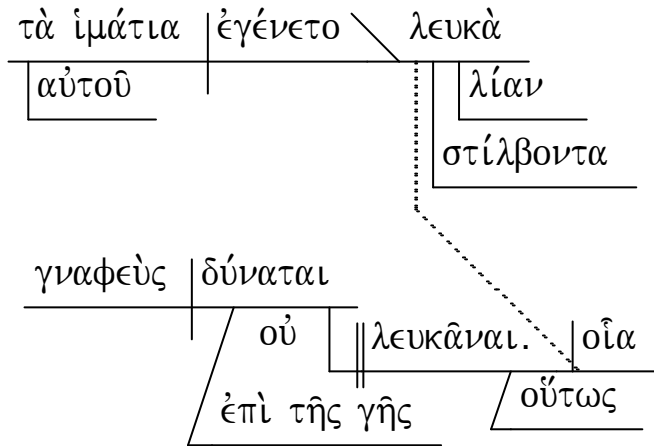 τὰ ἱμάτια ἐγένετο λευκὰ
αὐτοῦ λίαν
στίλβοντα
γναφεὺς δύναται
οὐ λευκᾶναι. οἷα
ἐπὶ τῆς γῆς οὕτως